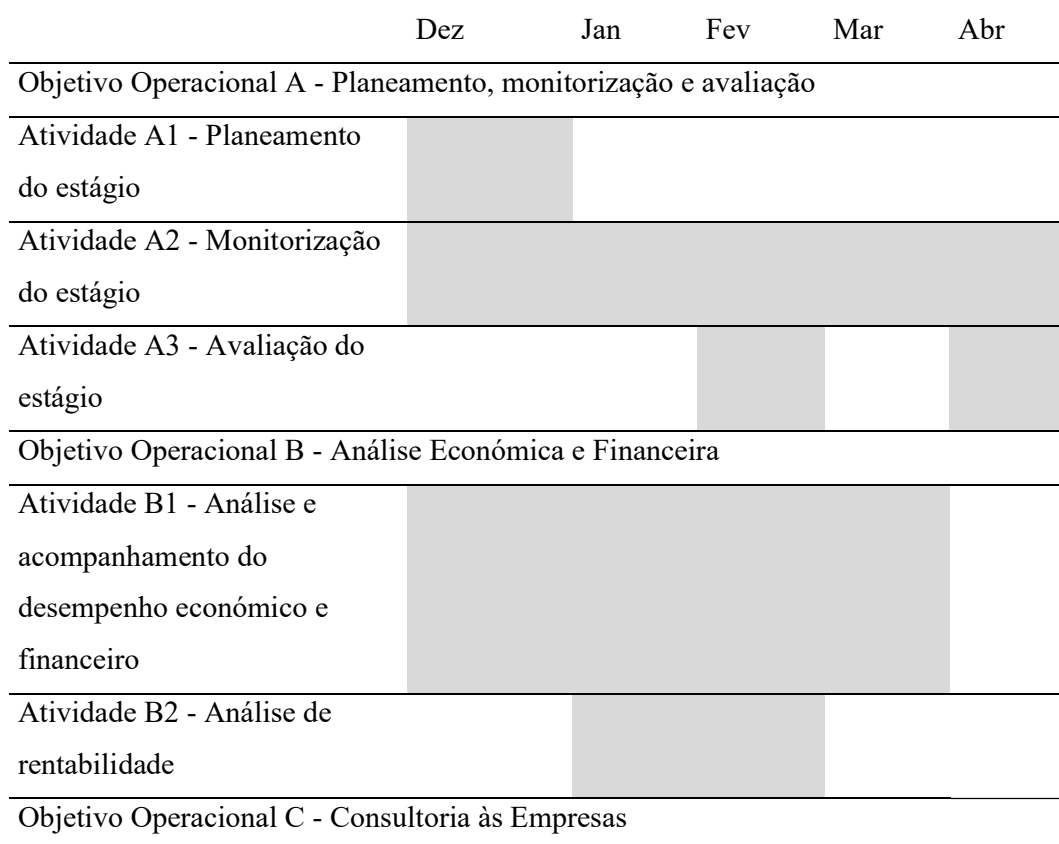 Dez Jan Fev Mar Abr
Objetivo Operacional A - Planeamento, monitorização e avaliação
Atividade A1 - Planeamento
do estágio
Atividade A2 - Monitorização
do estágio
Atividade A3 - Avaliação do
estágio
Objetivo Operacional B - Análise Económica e Financeira
Atividade B1 - Análise e
acompanhamento do
desempenho económico e
financeiro
Atividade B2 - Análise de
rentabilidade
Objetivo Operacional C - Consultoria às Empresas